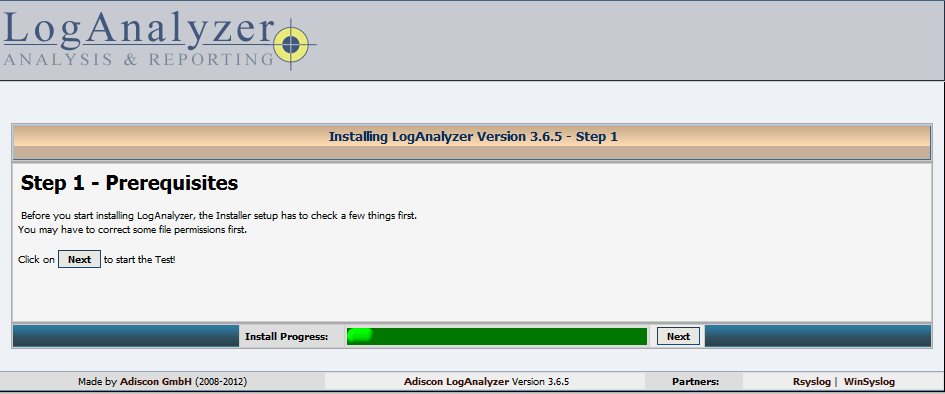 LogAnalyzer
ANALYSIS & REPORTING
Installing LogAnalyzer Version 3.6.5 - Step 1
Step 1 - Prerequisites
Before you start installing LogAnalyzer, the Installer setup has to check a few things first.
You may have to correct some file permissions first.
Click on Next to start the Test!
Install Progress: Next
Made by Adiscon GmbH (2008-2012) Adiscon LogAnalyzer Version 3.6.5 Partners: Rsyslog | WinSyslog